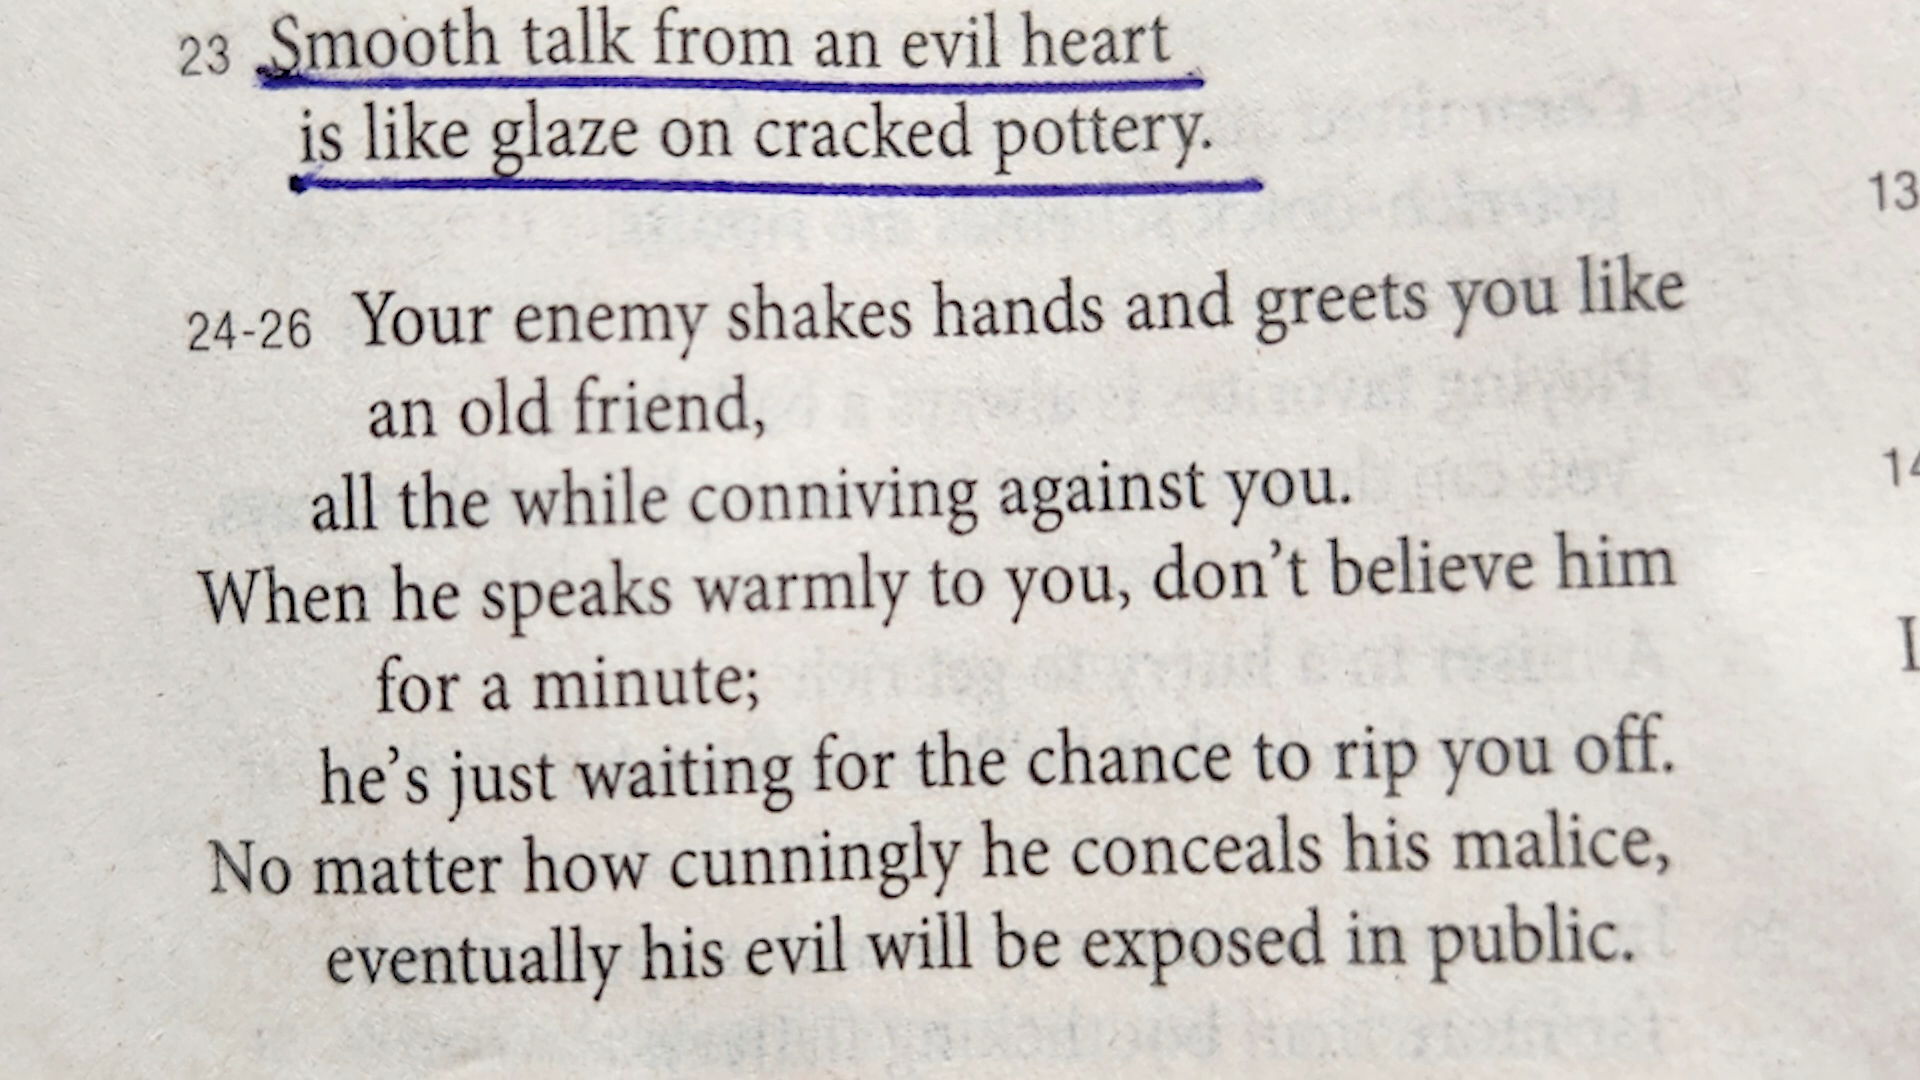 23 Smooth talk from an evil heart
is like glaze on cracked pottery.
24-26 Your enemy shakes hands and greets you like
an old friend,
all the while conniving against you.
When he speaks warmly to you, don’t believe him
for a minute;
he’s just waiting for the chance to rip you off.
No matter how cunningly he conceals his malice,
eventually his evil will be exposed in public.
13
14